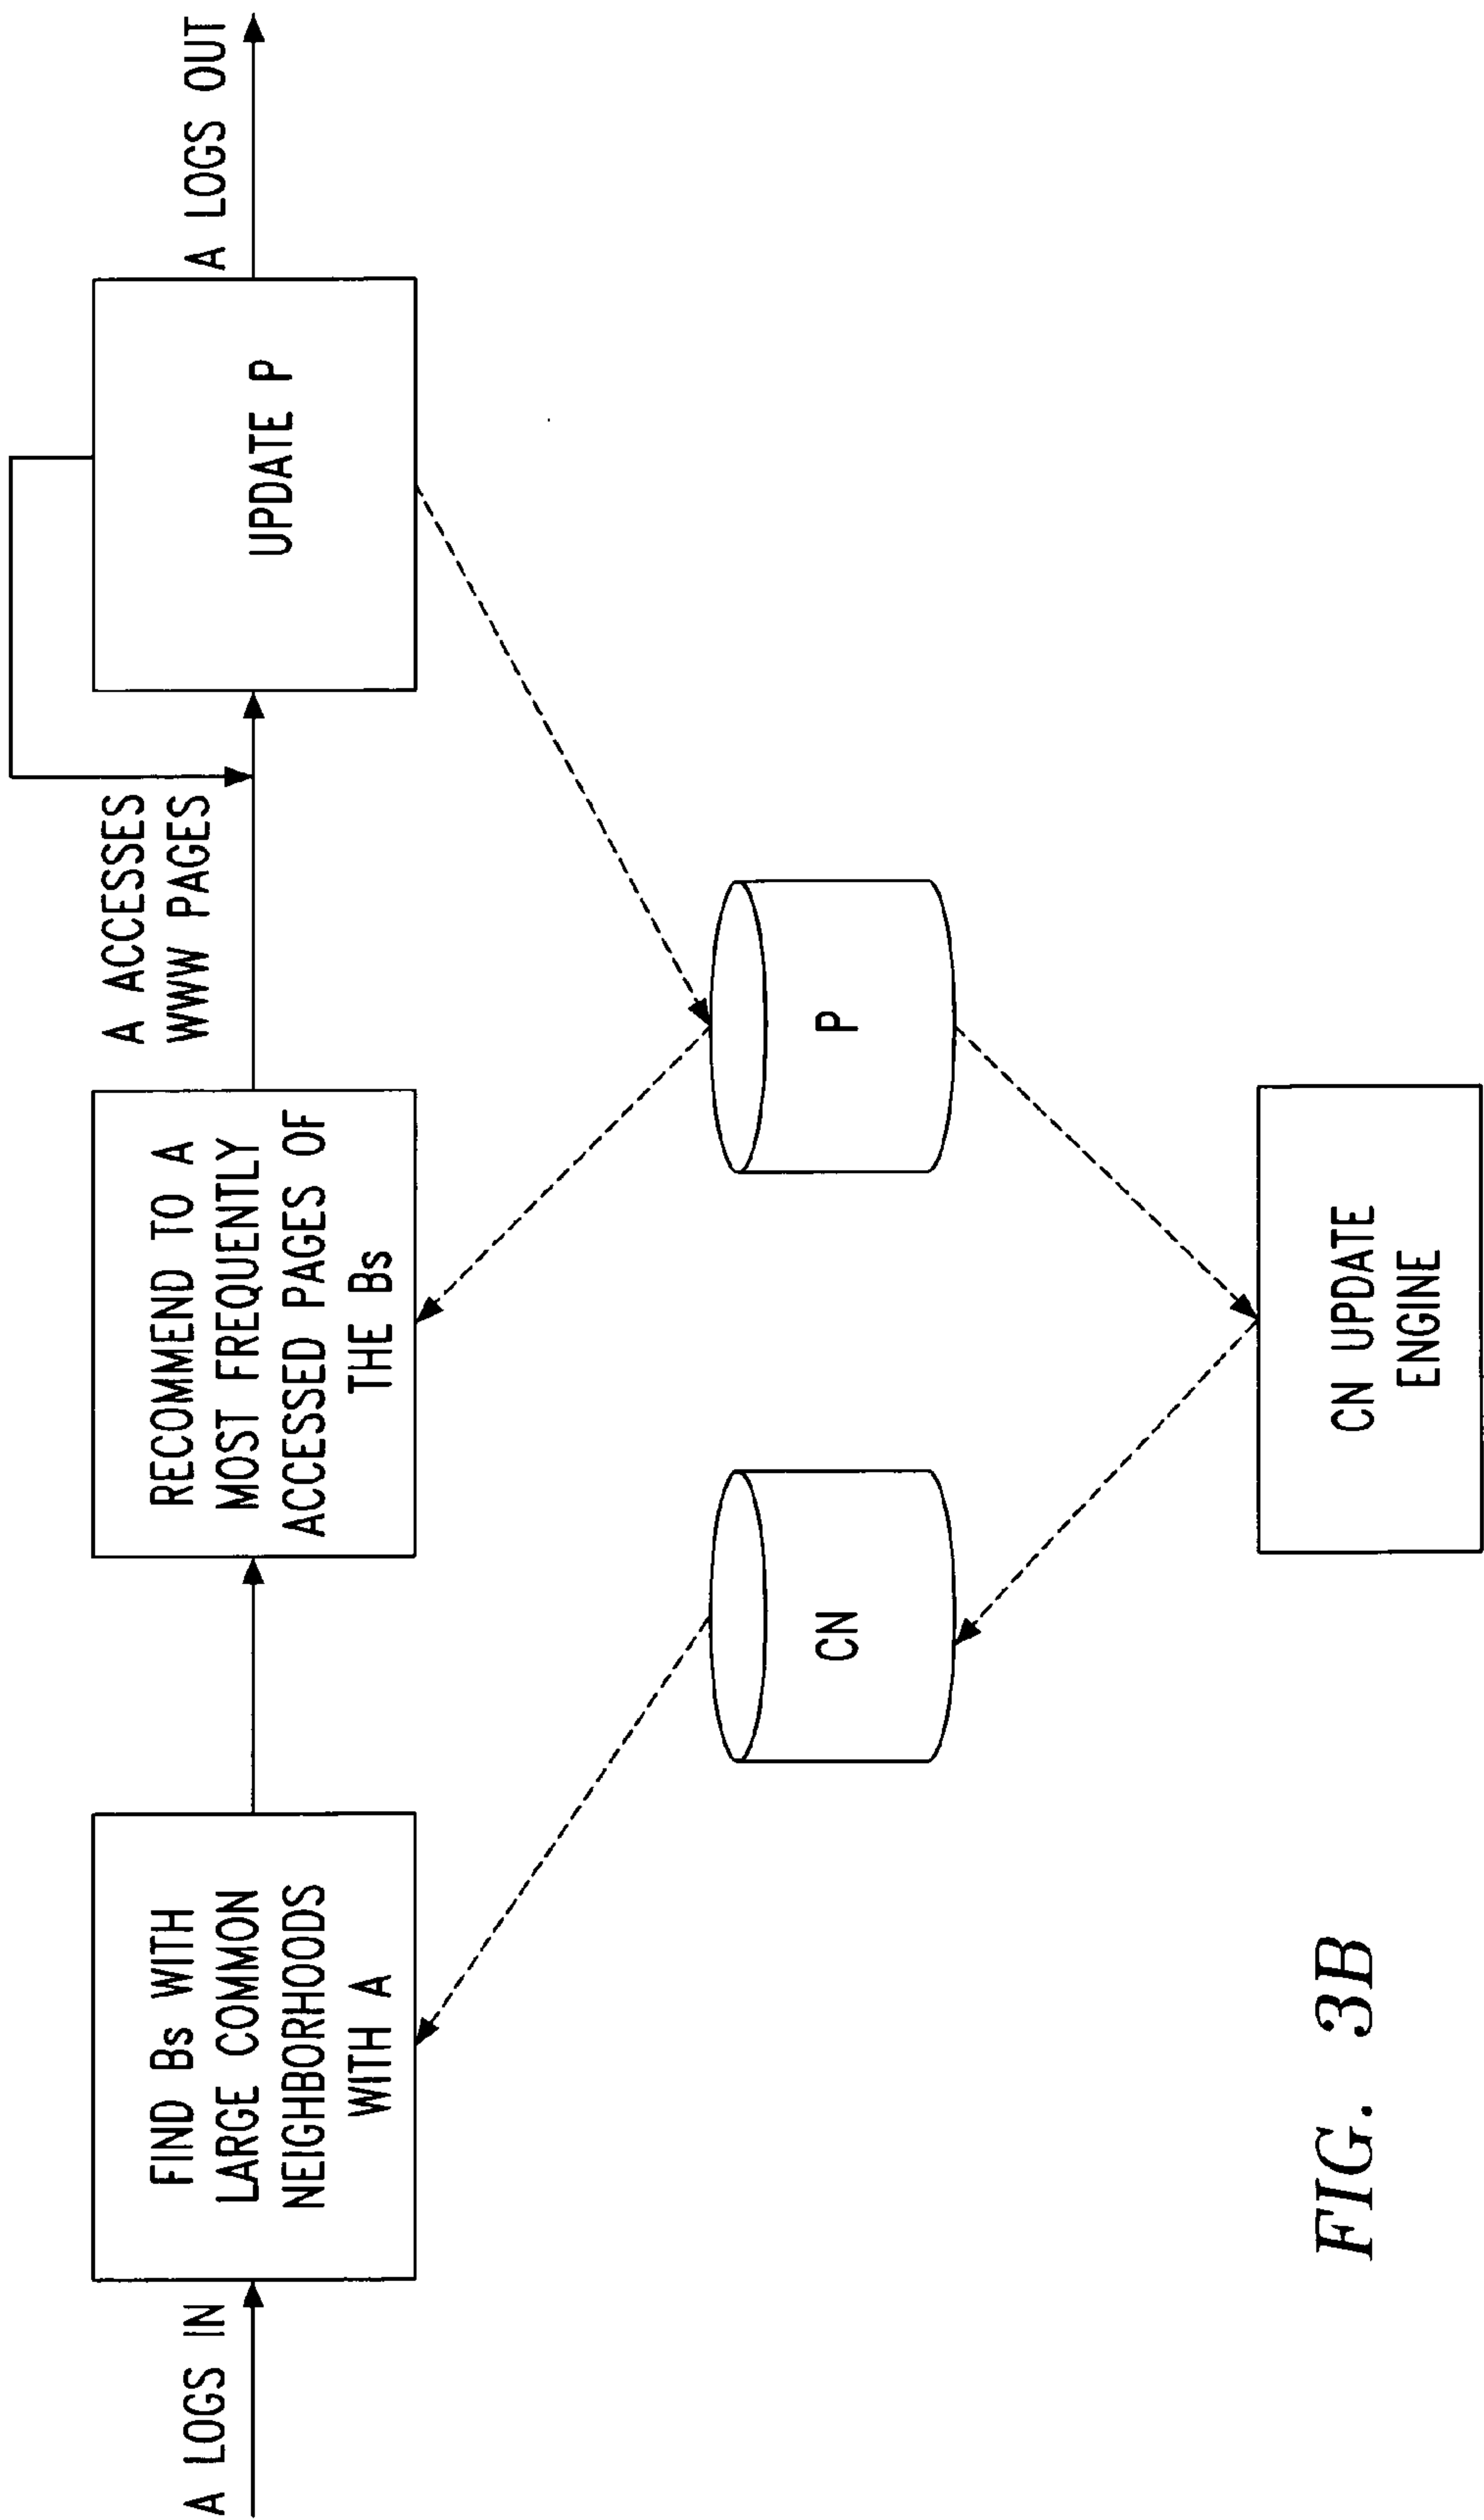 A LOGS IN
FIND Bs WITH
LARGE COMMON
NEIGHBORHOODS
WITH A
RECOMMEND TO A
MOST FREQUENTLY
ACCESSED PAGES OF
THE Bs
A ACCESSES
WWW PAGES
UPDATE P
A LOGS OUT
CN
P
CN UPDATE
ENGINE
FIG. 3B